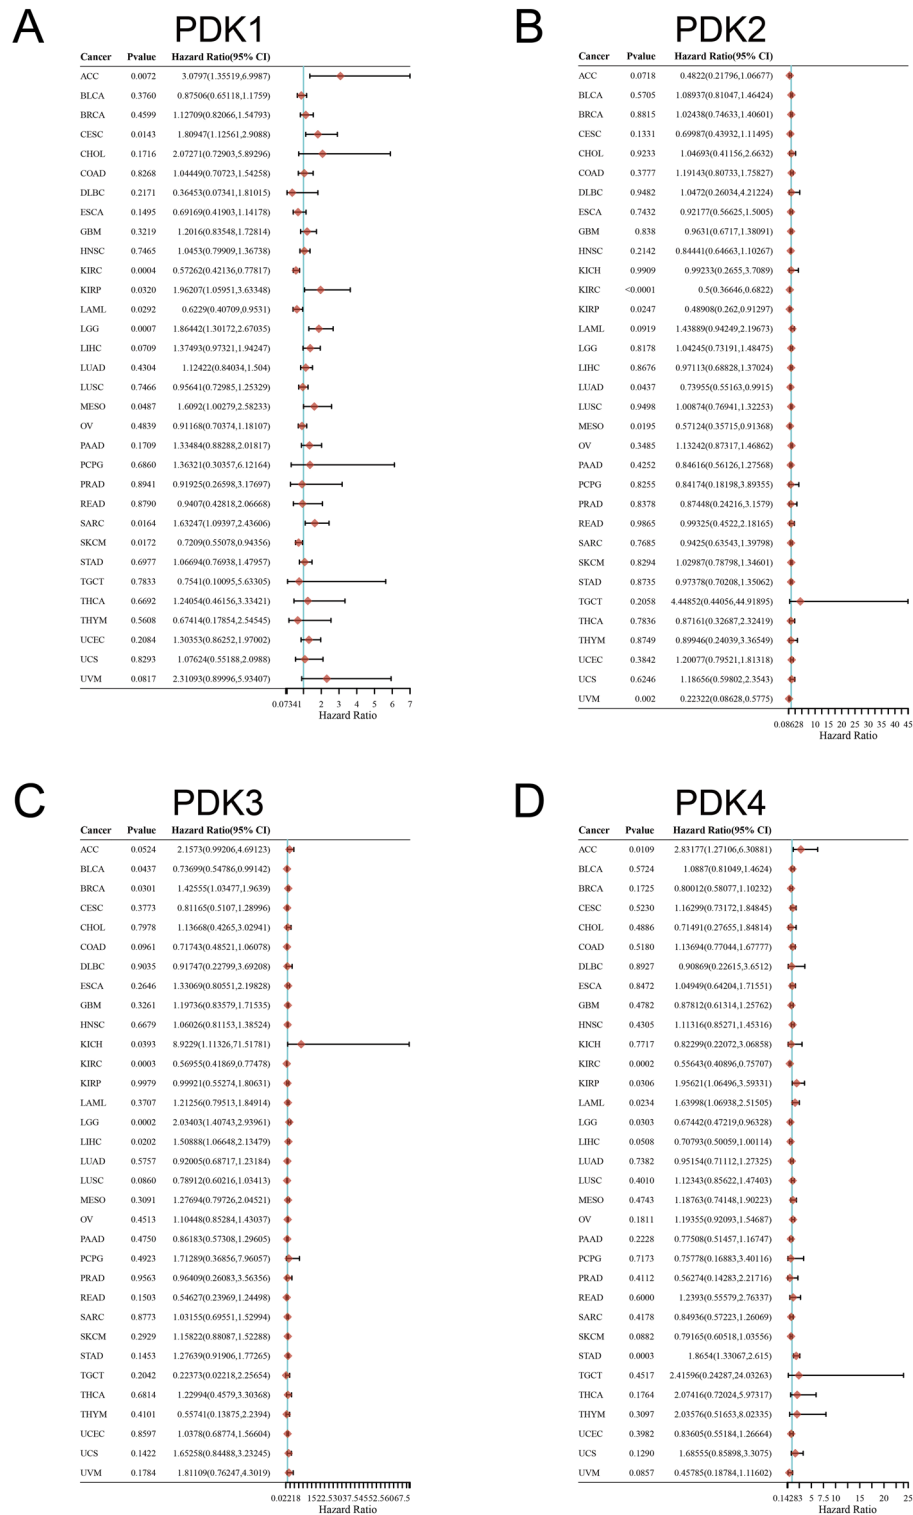 A PDK1
Cancer Pvalue Hazard Ratio(95% CI)
ACC 0.0072 3.0797(1.35519,6.9987)
BLCA 0.3760 0.87506(0.65118,1.1759)
BRCA 0.4599 1.12709(0.82066,1.54793)
CESC 0.0143 1.80947(1.12561,2.9088)
CHOL 0.1716 2.07271(0.72903,5.89296)
COAD 0.8268 1.04449(0.70723,1.54258)
DLBC 0.2171 0.36453(0.07341,1.81015)
ESCA 0.1495 0.69169(0.41903,1.14178)
GBM 0.3219 1.2016(0.83548,1.72814)
HNSC 0.7465 1.0453(0.79909,1.36738)
KIRC 0.0004 0.57262(0.42136,0.77817)
KIRP 0.0320 1.96207(1.05951,3.63348)
LAML 0.0292 0.6229(0.40709,0.9531)
LGG 0.0007 1.86442(1.30172,2.67035)
LIHC 0.0709 1.37493(0.97321,1.94247)
LUAD 0.4304 1.12422(0.84034,1.504)
LUSC 0.7466 0.95641(0.72985,1.25329)
MESO 0.0487 1.6092(1.00279,2.58233)
OV 0.4839 0.91168(0.70374,1.18107)
PAAD 0.1709 1.33484(0.88288,2.01817)
PCPG 0.6860 1.36321(0.30357,6.12164)
PRAD 0.8941 0.91925(0.26598,3.17697)
READ 0.8790 0.9407(0.42818,2.06668)
SARC 0.0164 1.63247(1.09397,2.43606)
SKCM 0.0172 0.7209(0.55078,0.94356)
STAD 0.6977 1.06694(0.76938,1.47957)
TGCT 0.7833 0.7541(0.10095,5.63305)
THCA 0.6692 1.24054(0.46156,3.33421)
THYM 0.5608 0.67414(0.17854,2.54545)
UCEC 0.2084 1.30353(0.86252,1.97002)
UCS 0.8293 1.07624(0.55188,2.0988)
UVM 0.0817 2.31093(0.89996,5.93407)
0.07341 2 3 4 5 6 7
Hazard Ratio
B PDK2
Cancer Pvalue Hazard Ratio(95% CI)
ACC 0.0718 0.4822(0.21796,1.06677)
BLCA 0.5705 1.08937(0.81047,1.46424)
BRCA 0.8815 1.02438(0.74633,1.40601)
CESC 0.1331 0.69987(0.43932,1.11495)
CHOL 0.9233 1.04693(0.41156,2.6632)
COAD 0.3777 1.19143(0.80733,1.75827)
DLBC 0.9482 1.0472(0.26034,4.21224)
ESCA 0.7432 0.92177(0.56625,1.5005)
GBM 0.838 0.9631(0.6717,1.38091)
HNSC 0.2142 0.84441(0.64663,1.10267)
KICH 0.9909 0.99233(0.2655,3.7089)
KIRC <0.0001 0.5(0.36646,0.6822)
KIRP 0.0247 0.48908(0.262,0.91297)
LAML 0.0919 1.43889(0.94249,2.19673)
LGG 0.8178 1.04245(0.73191,1.48475)
LIHC 0.8676 0.97113(0.68828,1.37024)
LUAD 0.0437 0.73955(0.55163,0.9915)
LUSC 0.9498 1.00874(0.76941,1.32253)
MESO 0.0195 0.57124(0.35715,0.91368)
OV 0.3485 1.13242(0.87317,1.46862)
PAAD 0.4252 0.84616(0.56126,1.27568)
PCPG 0.8255 0.84174(0.18198,3.89355)
PRAD 0.8378 0.87448(0.24216,3.1579)
READ 0.9865 0.99325(0.4522,2.18165)
SARC 0.7685 0.9425(0.63543,1.39798)
SKCM 0.8294 1.02987(0.78798,1.34601)
STAD 0.8735 0.97378(0.70208,1.35062)
TGCT 0.2058 4.44852(0.44056,44.91895)
THCA 0.7836 0.87161(0.32687,2.32419)
THYM 0.8749 0.89946(0.24039,3.36549)
UCEC 0.3842 1.20077(0.79521,1.81318)
UCS 0.6246 1.18656(0.59802,2.3543)
UVM 0.002 0.22322(0.08628,0.5775)
0.08628 10 15 20 25 30 35 40 45
Hazard Ratio
C PDK3
Cancer Pvalue Hazard Ratio(95% CI)
ACC 0.0524 2.1573(0.99206,4.69123)
BLCA 0.0437 0.73699(0.54786,0.99142)
BRCA 0.0301 1.42555(1.03477,1.9639)
CESC 0.3773 0.81165(0.5107,1.28996)
CHOL 0.7978 1.13668(0.4265,3.02941)
COAD 0.0961 0.71743(0.48521,1.06078)
DLBC 0.9035 0.91747(0.22799,3.69208)
ESCA 0.2646 1.33069(0.80551,2.19828)
GBM 0.3261 1.19736(0.83579,1.71535)
HNSC 0.6679 1.06026(0.81153,1.38524)
KICH 0.0393 8.9229(1.11326,71.51781)
KIRC 0.0003 0.56955(0.41869,0.77478)
KIRP 0.9979 0.99921(0.55274,1.80631)
LAML 0.3707 1.21256(0.79513,1.84914)
LGG 0.0002 2.03403(1.40743,2.93961)
LIHC 0.0202 1.50888(1.06648,2.13479)
LUAD 0.5757 0.92005(0.68717,1.23184)
LUSC 0.0860 0.78912(0.60216,1.03413)
MESO 0.3091 1.27694(0.79726,2.04521)
OV 0.4513 1.10448(0.85284,1.43037)
PAAD 0.4750 0.86183(0.57308,1.29605)
PCPG 0.4923 1.71289(0.36856,7.96057)
PRAD 0.9563 0.96409(0.26083,3.56356)
READ 0.1503 0.54627(0.23969,1.24498)
SARC 0.8773 1.03155(0.69551,1.52994)
SKCM 0.2929 1.15822(0.88087,1.52288)
STAD 0.1453 1.27639(0.91906,1.77265)
TGCT 0.2042 0.22373(0.02218,2.25654)
THCA 0.6814 1.22994(0.4579,3.30368)
THYM 0.4101 0.55741(0.13875,2.2394)
UCEC 0.8597 1.0378(0.68774,1.56604)
UCS 0.1422 1.65258(0.84488,3.23245)
UVM 0.1784 1.81109(0.76247,4.3019)
0.02218 1522.53037.54552.56067.5
Hazard Ratio
D PDK4
Cancer Pvalue Hazard Ratio(95% CI)
ACC 0.0109 2.83177(1.27106,6.30881)
BLCA 0.5724 1.0887(0.81049,1.4624)
BRCA 0.1725 0.80012(0.58077,1.10232)
CESC 0.5230 1.16299(0.73172,1.84845)
CHOL 0.4886 0.71491(0.27655,1.84814)
COAD 0.5180 1.13694(0.77044,1.67777)
DLBC 0.8927 0.90869(0.22615,3.6512)
ESCA 0.8472 1.04949(0.64204,1.71551)
GBM 0.4782 0.87812(0.61314,1.25762)
HNSC 0.4305 1.11316(0.85271,1.45316)
KICH 0.7717 0.82299(0.22072,3.06858)
KIRC 0.0002 0.55643(0.40896,0.75707)
KIRP 0.0306 1.95621(1.06496,3.59331)
LAML 0.0234 1.63998(1.06938,2.51505)
LGG 0.0303 0.67442(0.47219,0.96328)
LIHC 0.0508 0.70793(0.50059,1.00114)
LUAD 0.7382 0.95154(0.71112,1.27325)
LUSC 0.4010 1.12343(0.85622,1.47403)
MESO 0.4743 1.18763(0.74148,1.90223)
OV 0.1811 1.19355(0.92093,1.54687)
PAAD 0.2228 0.77508(0.51457,1.16747)
PCPG 0.7173 0.75778(0.16883,3.40116)
PRAD 0.4112 0.56274(0.14283,2.21716)
READ 0.6000 1.2393(0.55579,2.76337)
SARC 0.4178 0.84936(0.57223,1.26069)
SKCM 0.0882 0.79165(0.60518,1.03556)
STAD 0.0003 1.8654(1.33067,2.615)
TGCT 0.4517 2.41596(0.24287,24.03263)
THCA 0.1764 2.07416(0.72024,5.97317)
THYM 0.3097 2.03576(0.51653,8.02335)
UCEC 0.3982 0.83605(0.55184,1.26664)
UCS 0.1290 1.68555(0.85898,3.3075)
UVM 0.0857 0.45785(0.18784,1.11602)
0.14283 5 7.5 10 15 20 25
Hazard Ratio